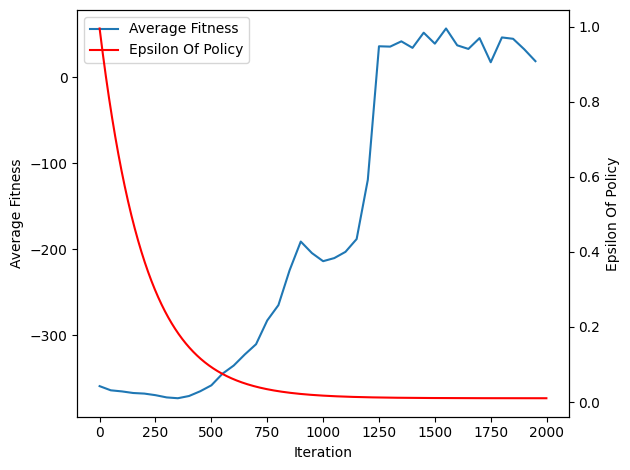 Average Fitness
Epsilon Of Policy
0
−100
−200
−300
Average Fitness
1.0
0.8
0.6
0.4
0.2
0.0
Epsilon Of Policy
0 250 500 750 1000 1250 1500 1750 2000
Iteration